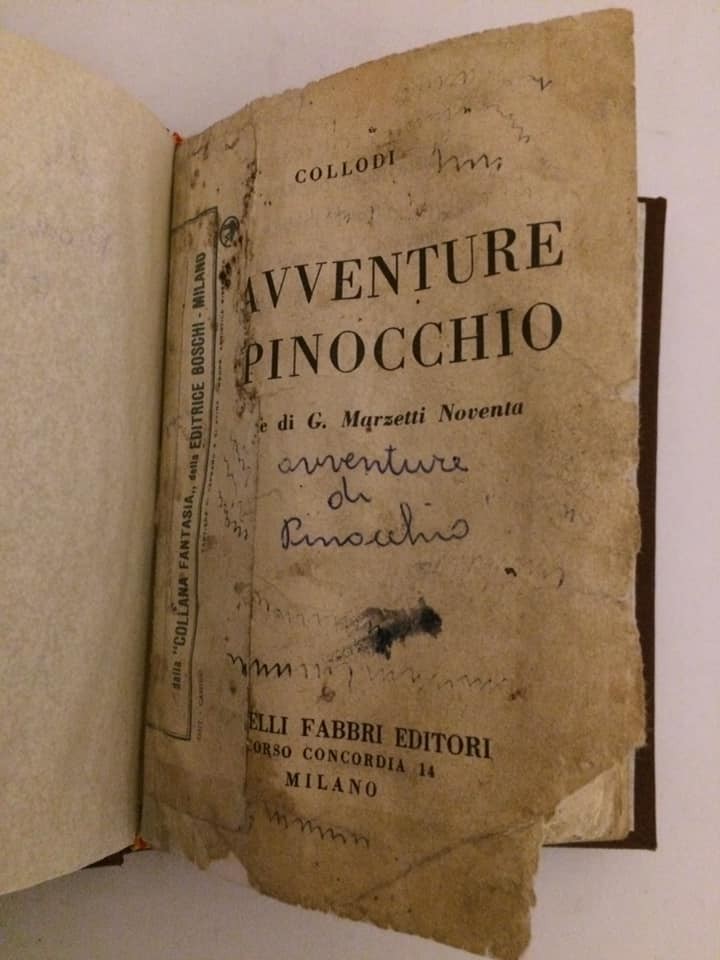 COLLODI
AVVENTURE
PINOCCHIO
e di G. Marzetti Noventa
avventure
di
Pinocchio
ELLI FABBRI EDITORI
CORSO CONCORDIA 14
MILANO
dalla "COLLANA FANTASIA„ della EDITRICE BOSCHI - MILANO